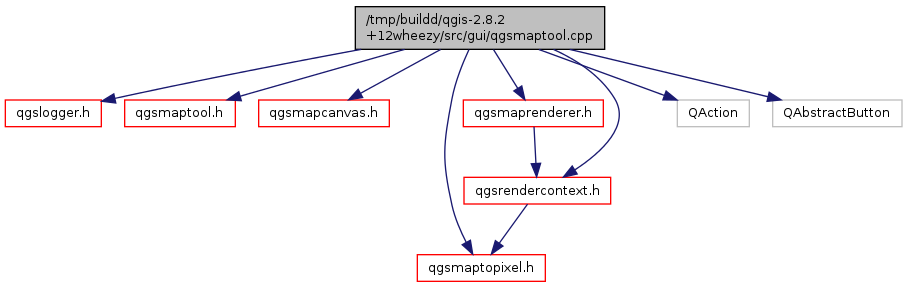 /tmp/buildd/qgis-2.8.2
+12wheezy/src/gui/qgsmaptool.cpp
qgslogger.h
qgsmaptool.h
qgsmapcanvas.h
qgsmaprenderer.h
QAction
QAbstractButton
qgsrendercontext.h
qgsmaptopixel.h